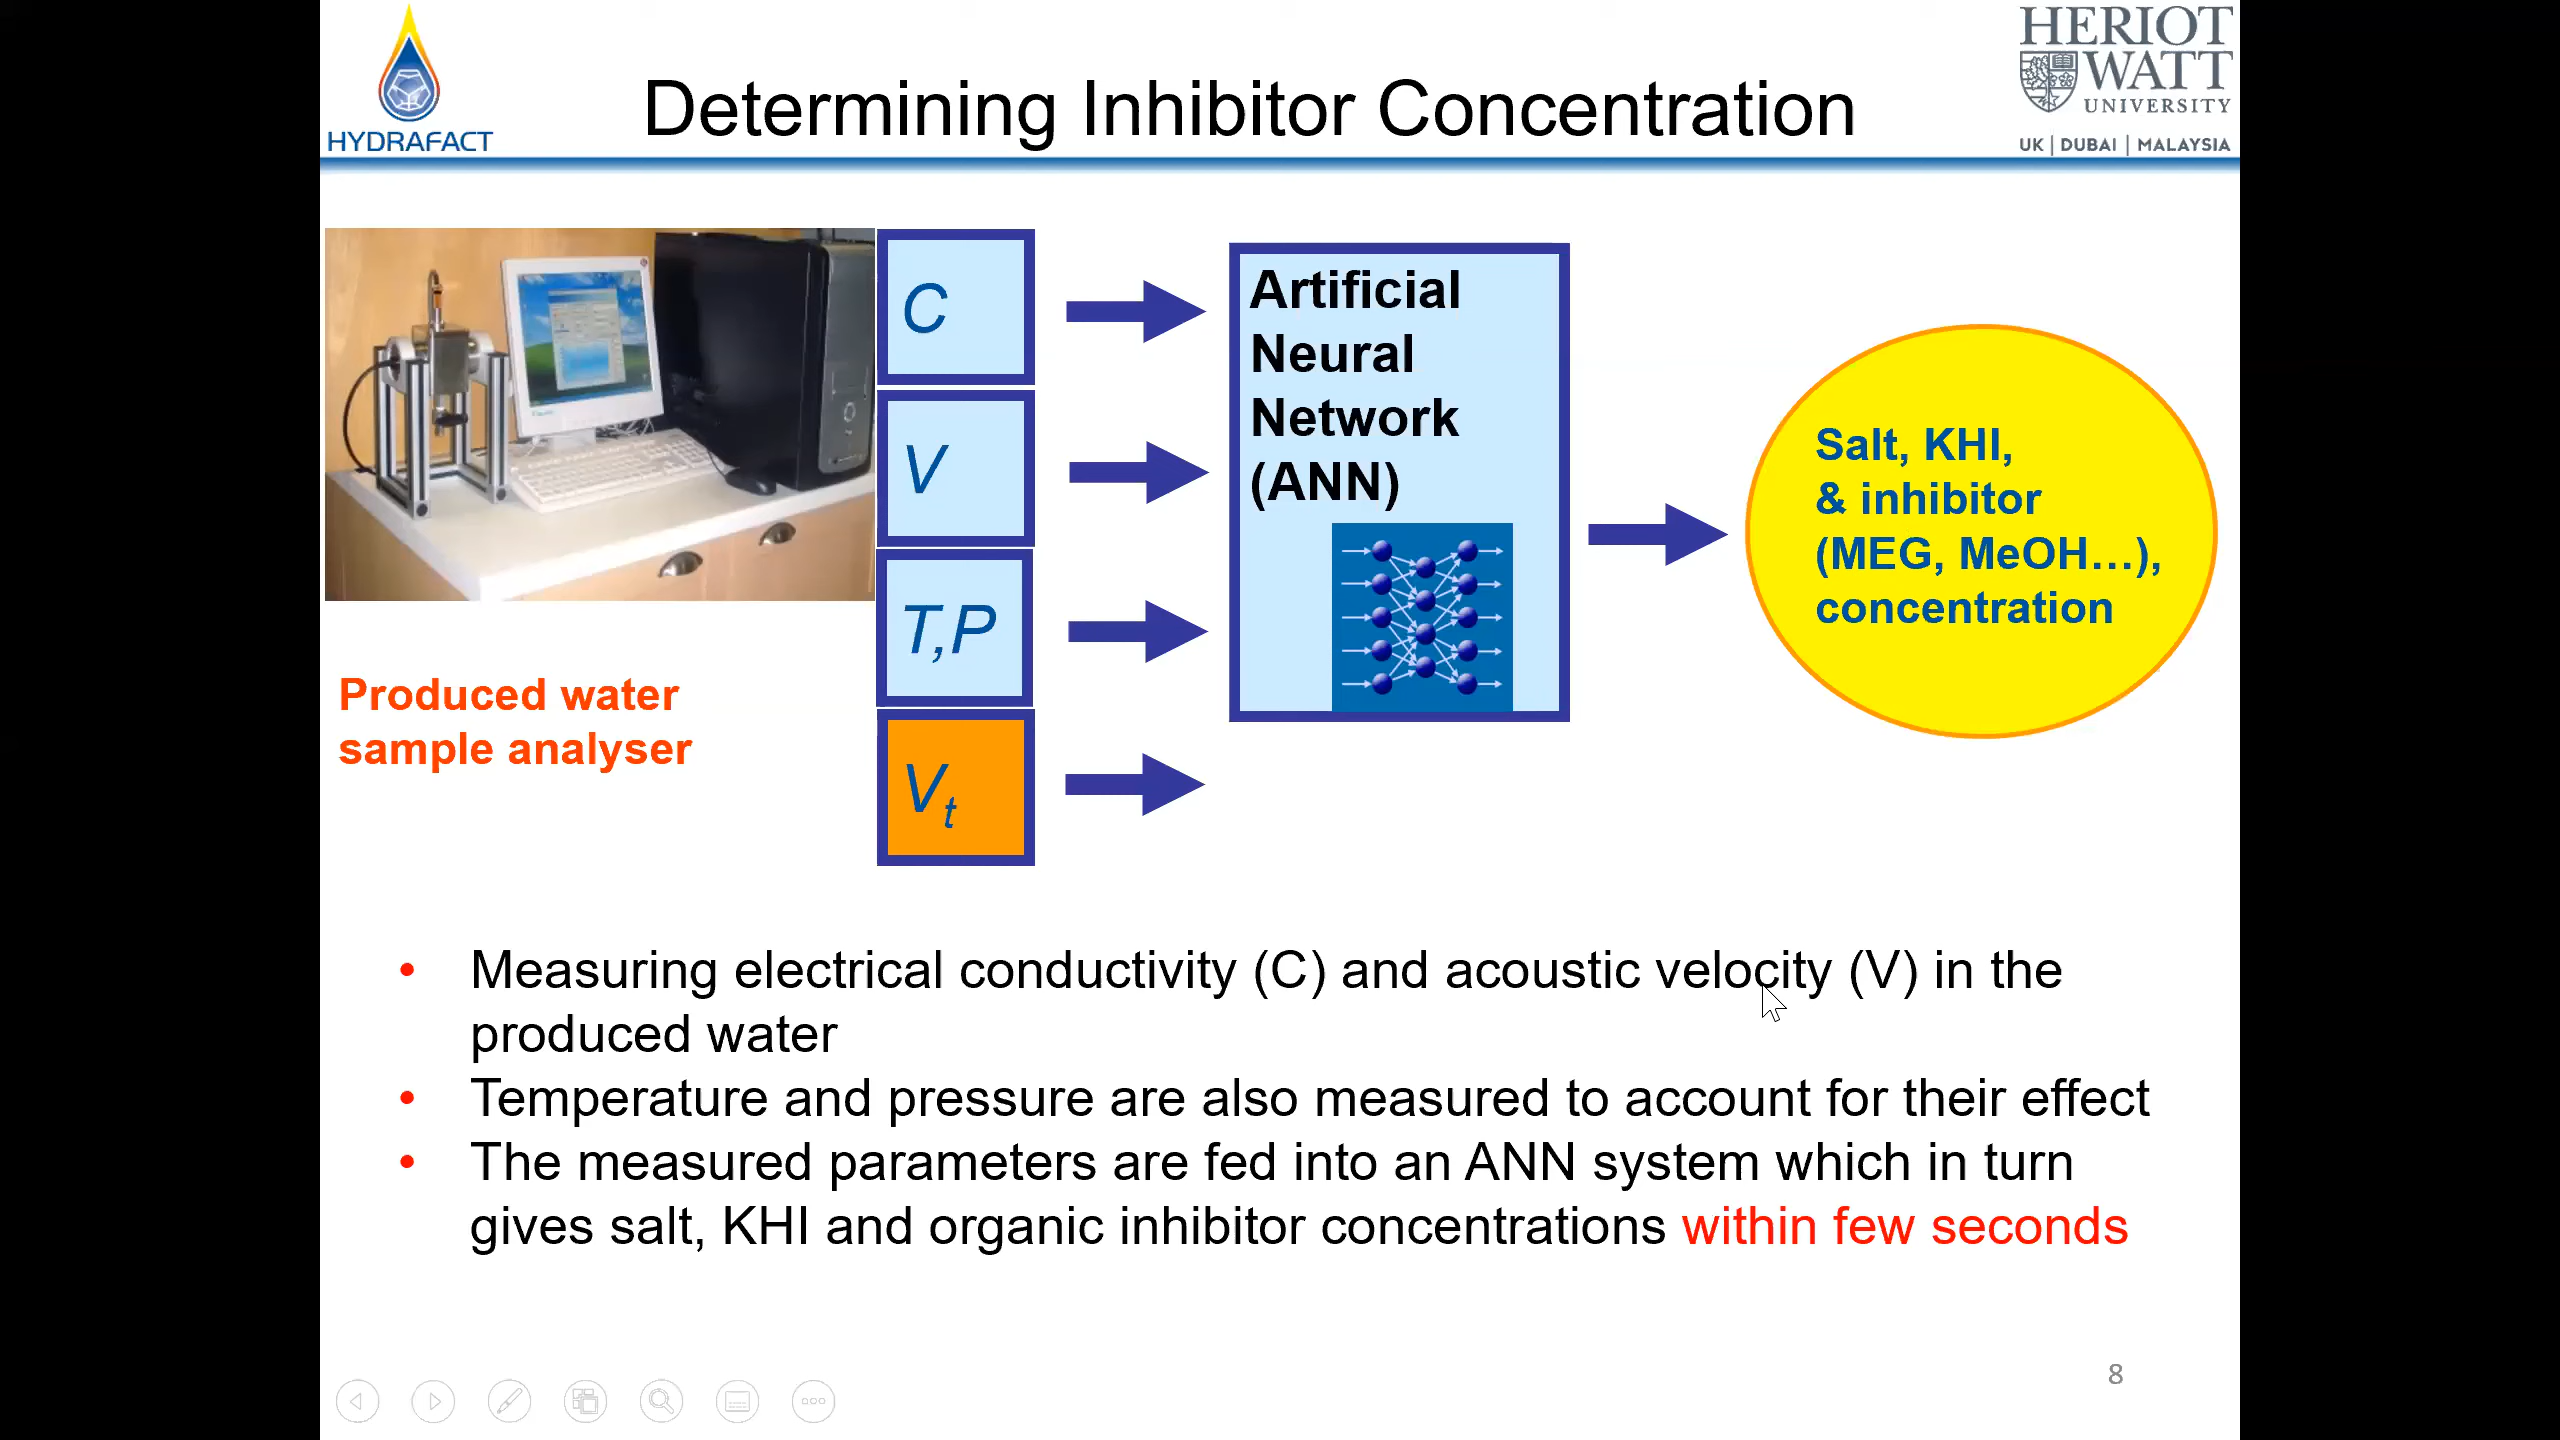 HYDRAFACT
Determining Inhibitor Concentration
HERIOT
WATT
UNIVERSITY
UK | DUBAI | MALAYSIA
C
V
T,P
Vt
Artificial
Neural
Network
(ANN)
Salt, KHI,
& inhibitor
(MEG, MeOH...),
concentration
Produced water
sample analyser
• Measuring electrical conductivity (C) and acoustic velocity (V) in the
produced water
• Temperature and pressure are also measured to account for their effect
• The measured parameters are fed into an ANN system which in turn
gives salt, KHI and organic inhibitor concentrations within few seconds
8